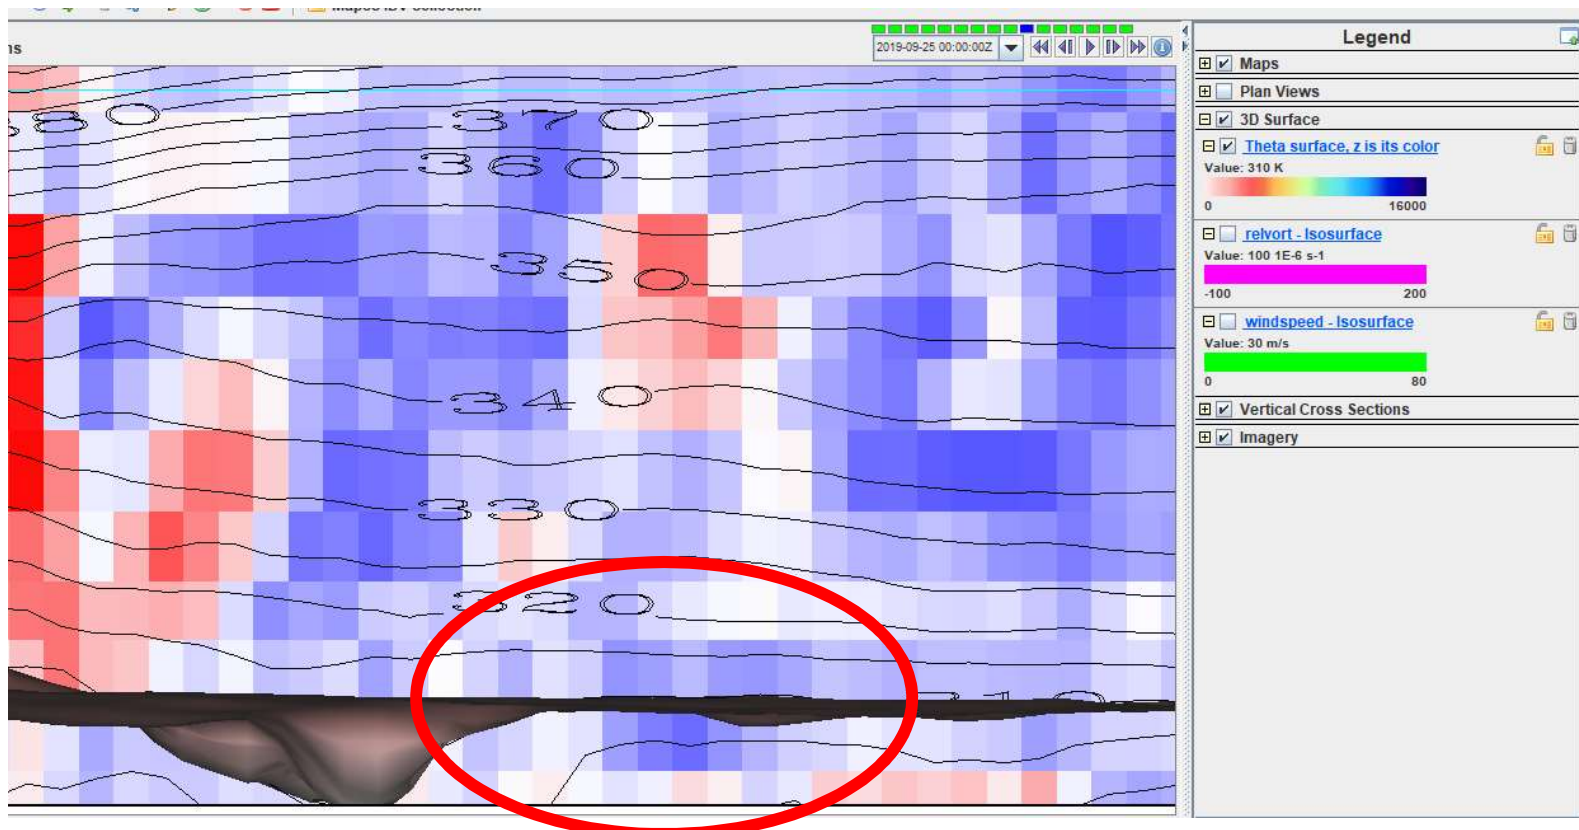 ns
2019-09-25 00:00:00Z
Legend
Maps
Plan Views
3D Surface
Theta surface, z is its color
Value: 310 K
0 16000
relvort - Isosurface
Value: 100 1E-6 s-1
-100 200
windspeed - Isosurface
Value: 30 m/s
0 80
Vertical Cross Sections
Imagery
370
360
350
340
330
320